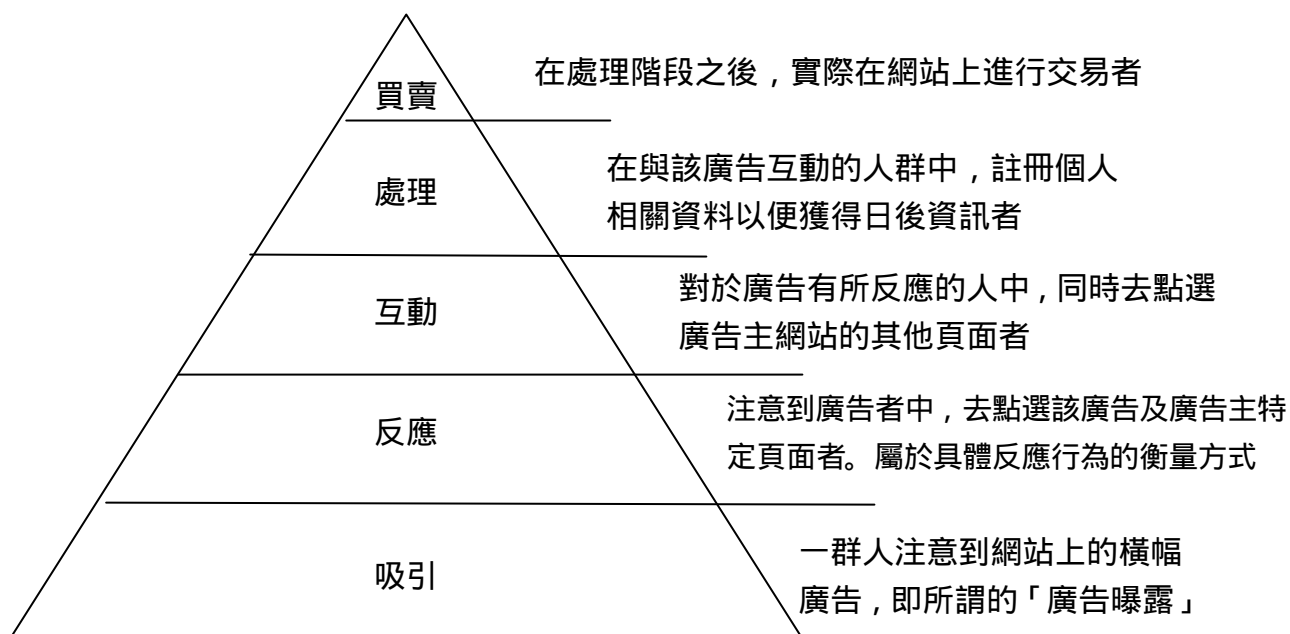 買賣
在處理階段之後，實際在網站上進行交易者
處理
在與該廣告互動的人群中，註冊個人
相關資料以便獲得日後資訊者
互動
對於廣告有所反應的人中，同時去點選
廣告主網站的其他頁面者
反應
注意到廣告者中，去點選該廣告及廣告主特
定頁面者。屬於具體反應行為的衡量方式
吸引
一群人注意到網站上的橫幅
廣告，即所謂的「廣告曝露」